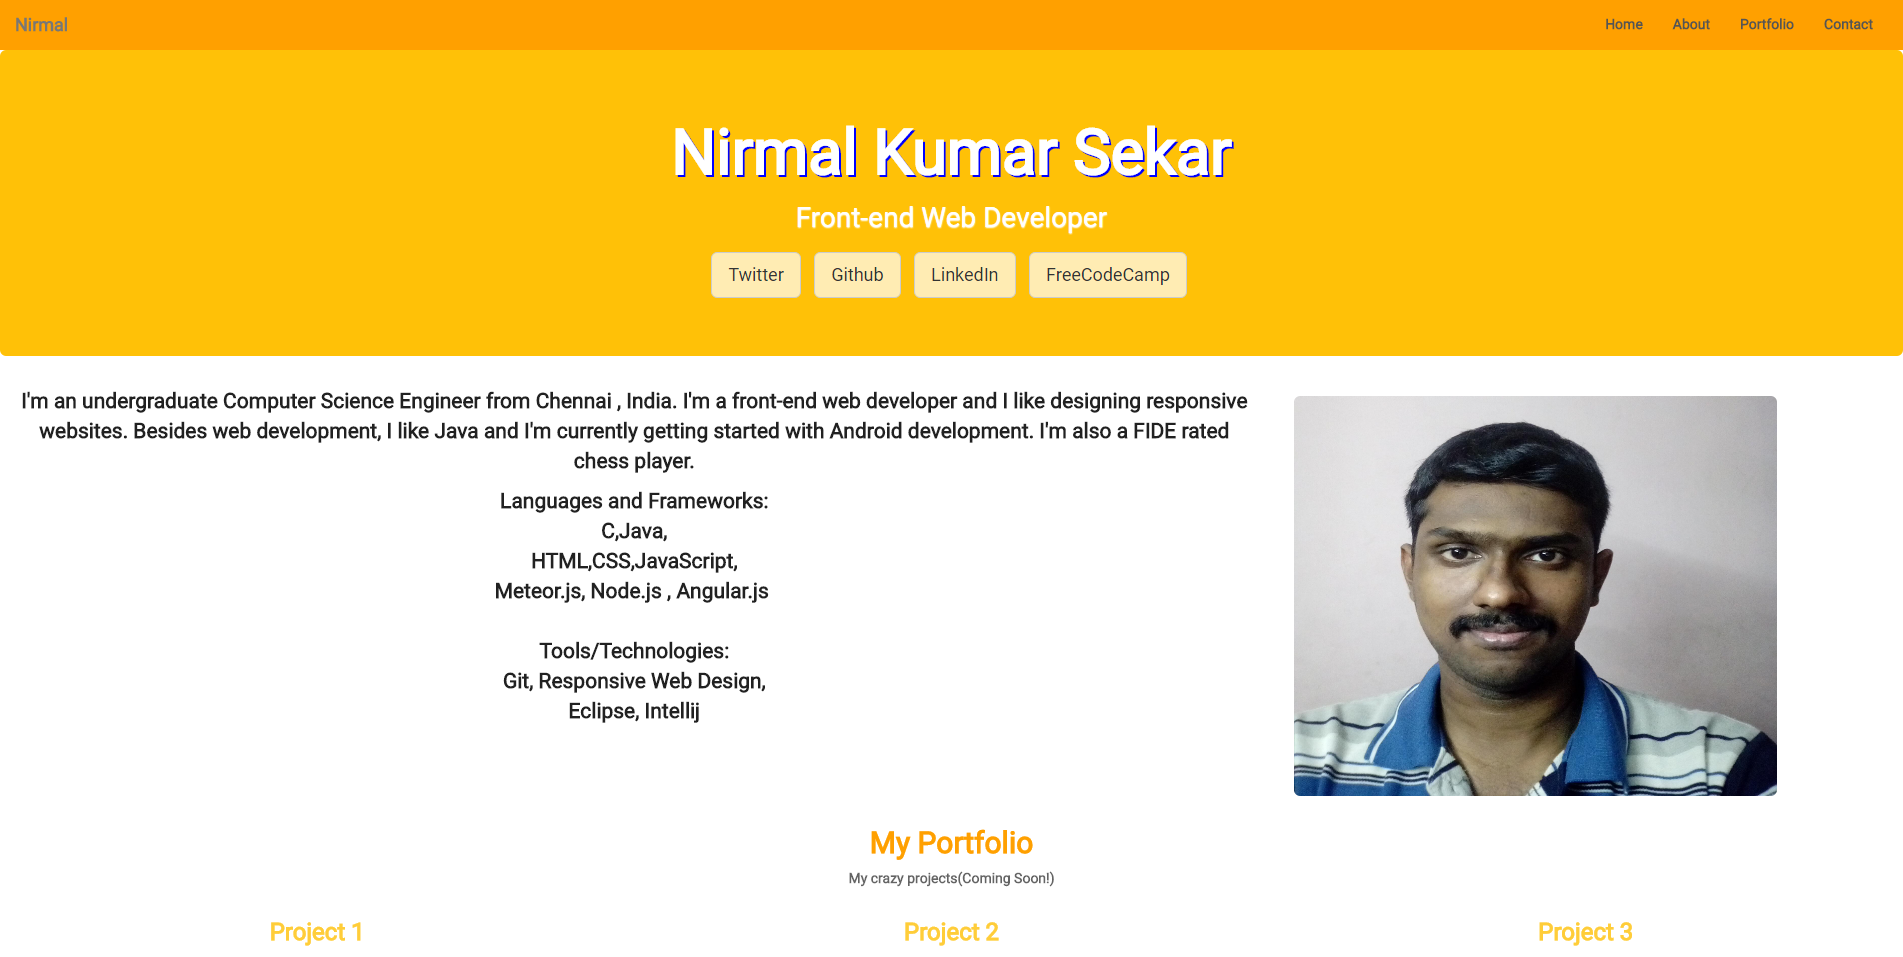 Nirmal
Home About Portfolio Contact
Nirmal Kumar Sekar
Front-end Web Developer
Twitter Github LinkedIn FreeCodeCamp
I'm an undergraduate Computer Science Engineer from Chennai , India. I'm a front-end web developer and I like designing responsive
websites. Besides web development, I like Java and I'm currently getting started with Android development. I'm also a FIDE rated
chess player.
Languages and Frameworks:
C,Java,
HTML,CSS,JavaScript,
Meteor.js, Node.js , Angular.js
Tools/Technologies:
Git, Responsive Web Design,
Eclipse, Intellij
My Portfolio
My crazy projects(Coming Soon!)
Project 1 Project 2 Project 3